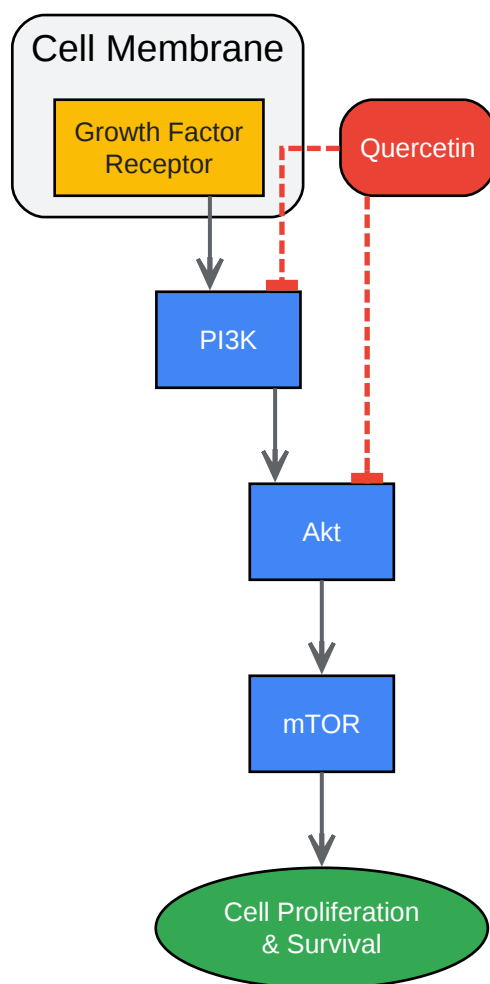 Cell Membrane
Growth Factor
Receptor
Quercetin
PI3K
Akt
mTOR
Cell Proliferation
& Survival